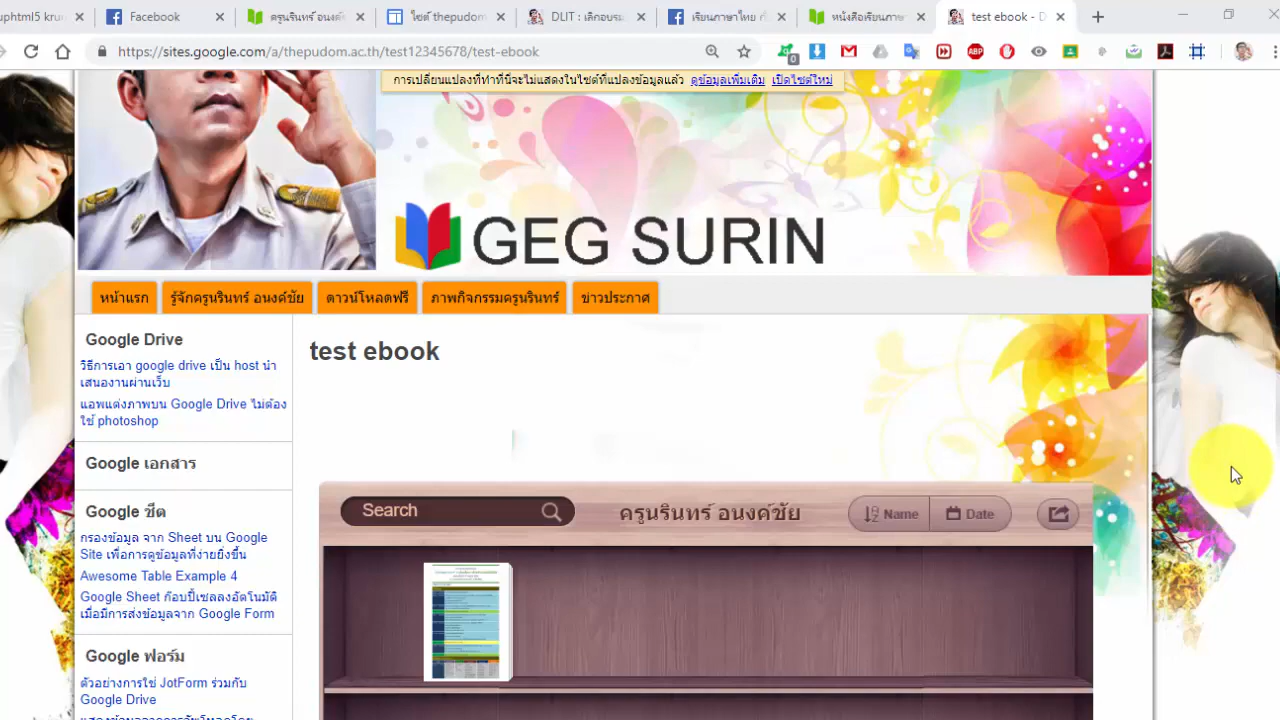 uphtml5 kru
Facebook
ครูนรินทร์ อนงค์
ไซต์ thepudom
DLIT : เลือกอบรม
เรียนภาษาไทย
หนังสือเรียนภาษา
test ebook - D
https://sites.google.com/a/thepudom.ac.th/test12345678/test-ebook
0
ABP
การเปลี่ยนแปลงที่ทำที่นี่จะไม่แสดงในไซต์ที่แปลงข้อมูลแล้ว ดูข้อมูลเพิ่มเติม เปิดไซต์ใหม่
GEG SURIN
หน้าแรก
รู้จักครูนรินทร์ อนงค์ชัย
ดาวน์โหลดฟรี
ภาพกิจกรรมครูนรินทร์
ข่าวประกาศ
Google Drive
วิธีการเอา google drive เป็น host นำ
เสนองานผ่านเว็บ
แอพแต่งภาพบน Google Drive ไม่ต้อง
ใช้ photoshop
Google เอกสาร
Google ชีต
กรองข้อมูล จาก Sheet บน Google
Site เพื่อการดูข้อมูลที่ง่ายยิ่งขึ้น
Awesome Table Example 4
Google Sheet ก๊อบปี้เซลลงอัตโนมัติ
เมื่อมีการส่งข้อมูลจาก Google Form
Google ฟอร์ม
ตัวอย่างการใช่ JotForm ร่วมกับ
Google Drive
test ebook
Search
ครูนรินทร์ อนงค์ชัย
Name
Date